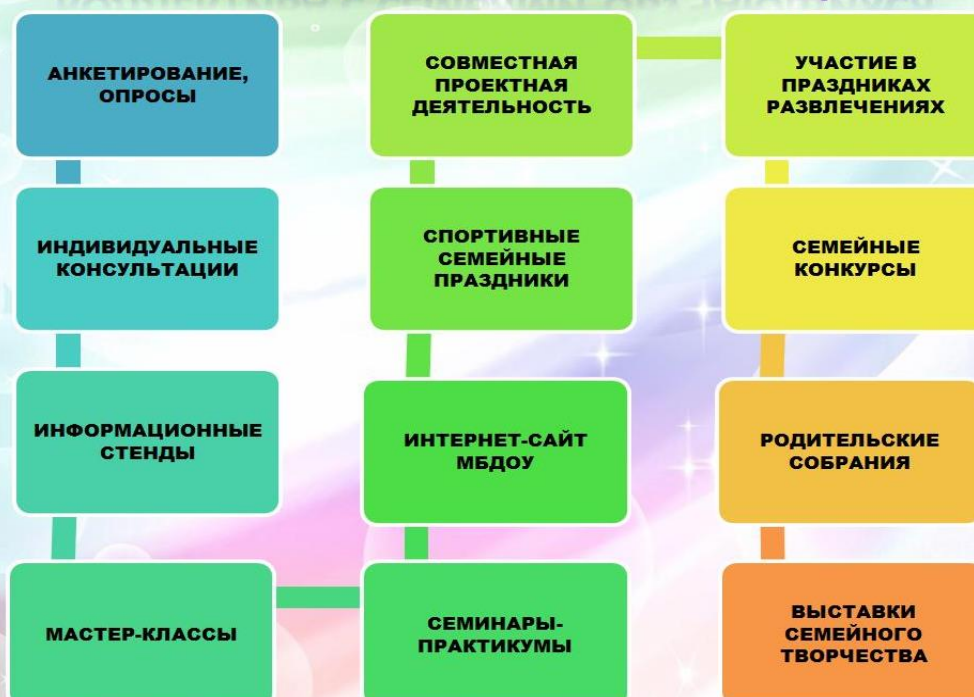 АНКЕТИРОВАНИЕ,
ОПРОСЫ
ИНДИВИДУАЛЬНЫЕ
КОНСУЛЬТАЦИИ
ИНФОРМАЦИОННЫЕ
СТЕНДЫ
МАСТЕР-КЛАССЫ
СЕМИНАРЫ-
ПРАКТИКУМЫ
ИНТЕРНЕТ-САЙТ
МБДОУ
СПОРТИВНЫЕ
СЕМЕЙНЫЕ
ПРАЗДНИКИ
СОВМЕСТНАЯ
ПРОЕКТНАЯ
ДЕЯТЕЛЬНОСТЬ
УЧАСТИЕ В
ПРАЗДНИКАХ
РАЗВЛЕЧЕНИЯХ
СЕМЕЙНЫЕ
КОНКУРСЫ
РОДИТЕЛЬСКИЕ
СОБРАНИЯ
ВЫСТАВКИ
СЕМЕЙНОГО
ТВОРЧЕСТВА